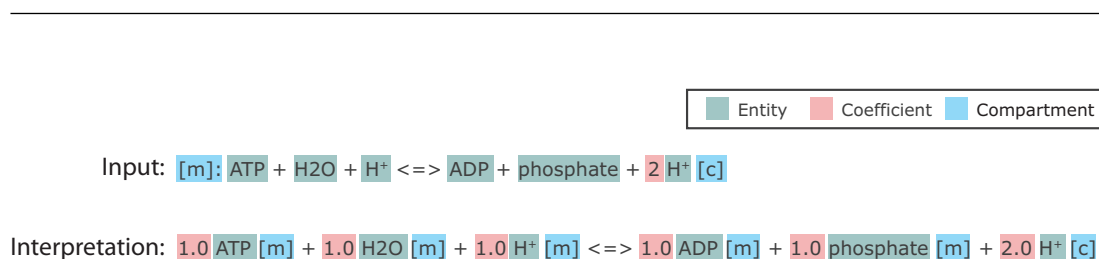 Entity Coefficient Compartment
Input: [m]: ATP + H2O + H⁺ <=> ADP + phosphate + 2 H⁺ [c]
Interpretation: 1.0 ATP [m] + 1.0 H2O [m] + 1.0 H⁺ [m] <=> 1.0 ADP [m] + 1.0 phosphate [m] + 2.0 H⁺ [c]